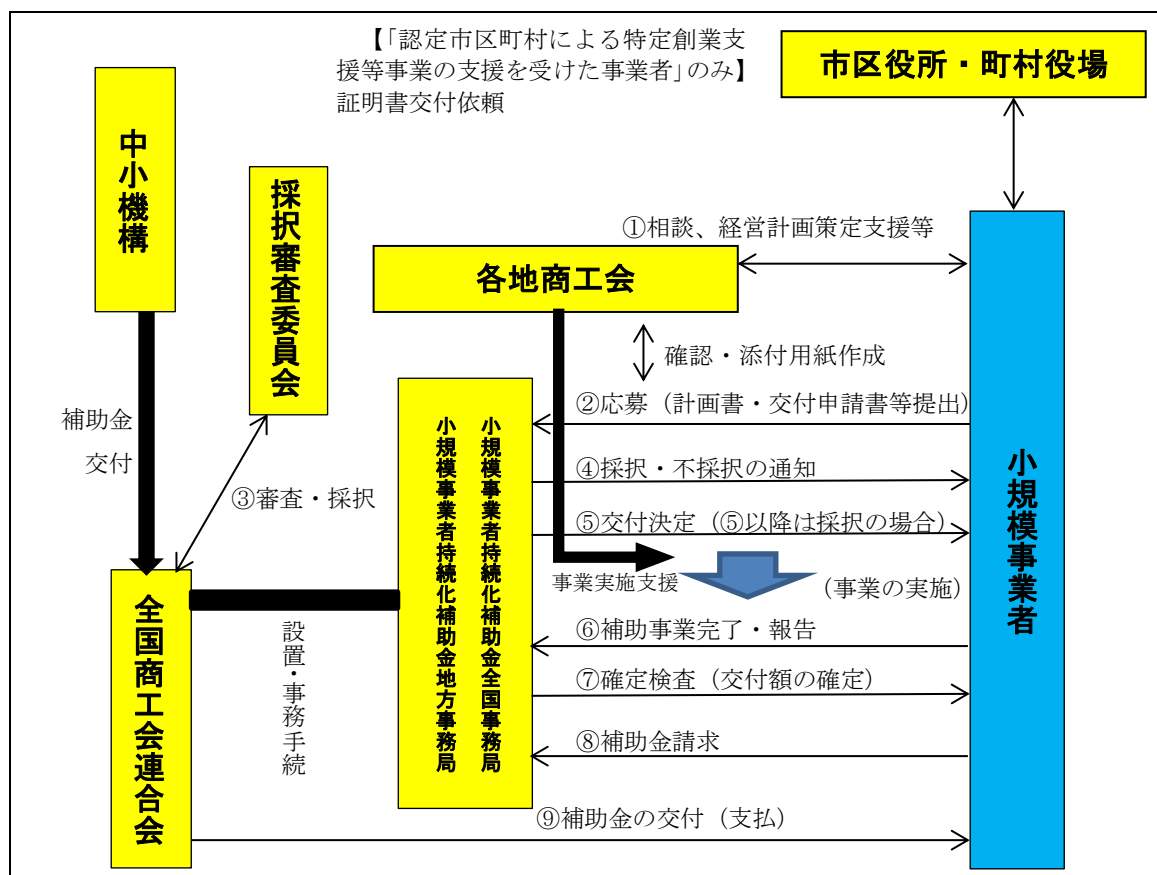 【「認定市区町村による特定創業支
援等事業の支援を受けた事業者」のみ】
証明書交付依頼
市区役所・町村役場
中小機構
採択審査委員会
①相談、経営計画策定支援等
各地商工会
確認・添付用紙作成
補助金
交付
③審査・採択
②応募（計画書・交付申請書等提出）
④採択・不採択の通知
⑤交付決定（⑤以降は採択の場合）
事業実施支援
（事業の実施）
小規模事業者持続化補助金全国事務局
小規模事業者持続化補助金地方事務局
小規模事業者
全国商工会連合会
設置・事務手続
⑥補助事業完了・報告
⑦確定検査（交付額の確定）
⑧補助金請求
⑨補助金の交付（支払）